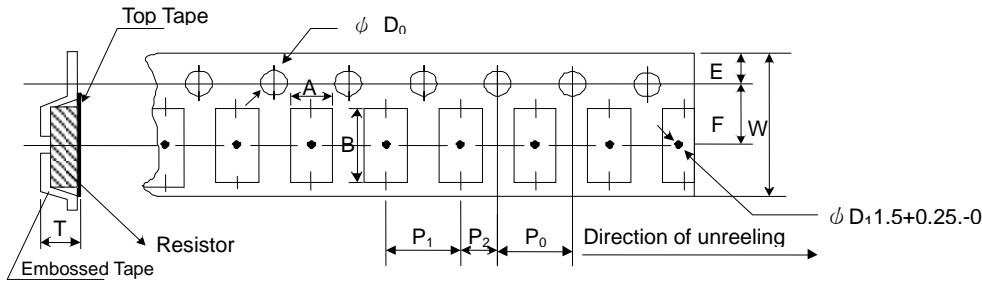 Top Tape
ϕ D₀
E
A
F
W
B
ϕ D₁1.5+0.25.-0
T
P₁
P₂
P₀
Direction of unreeling
Resistor
Embossed Tape